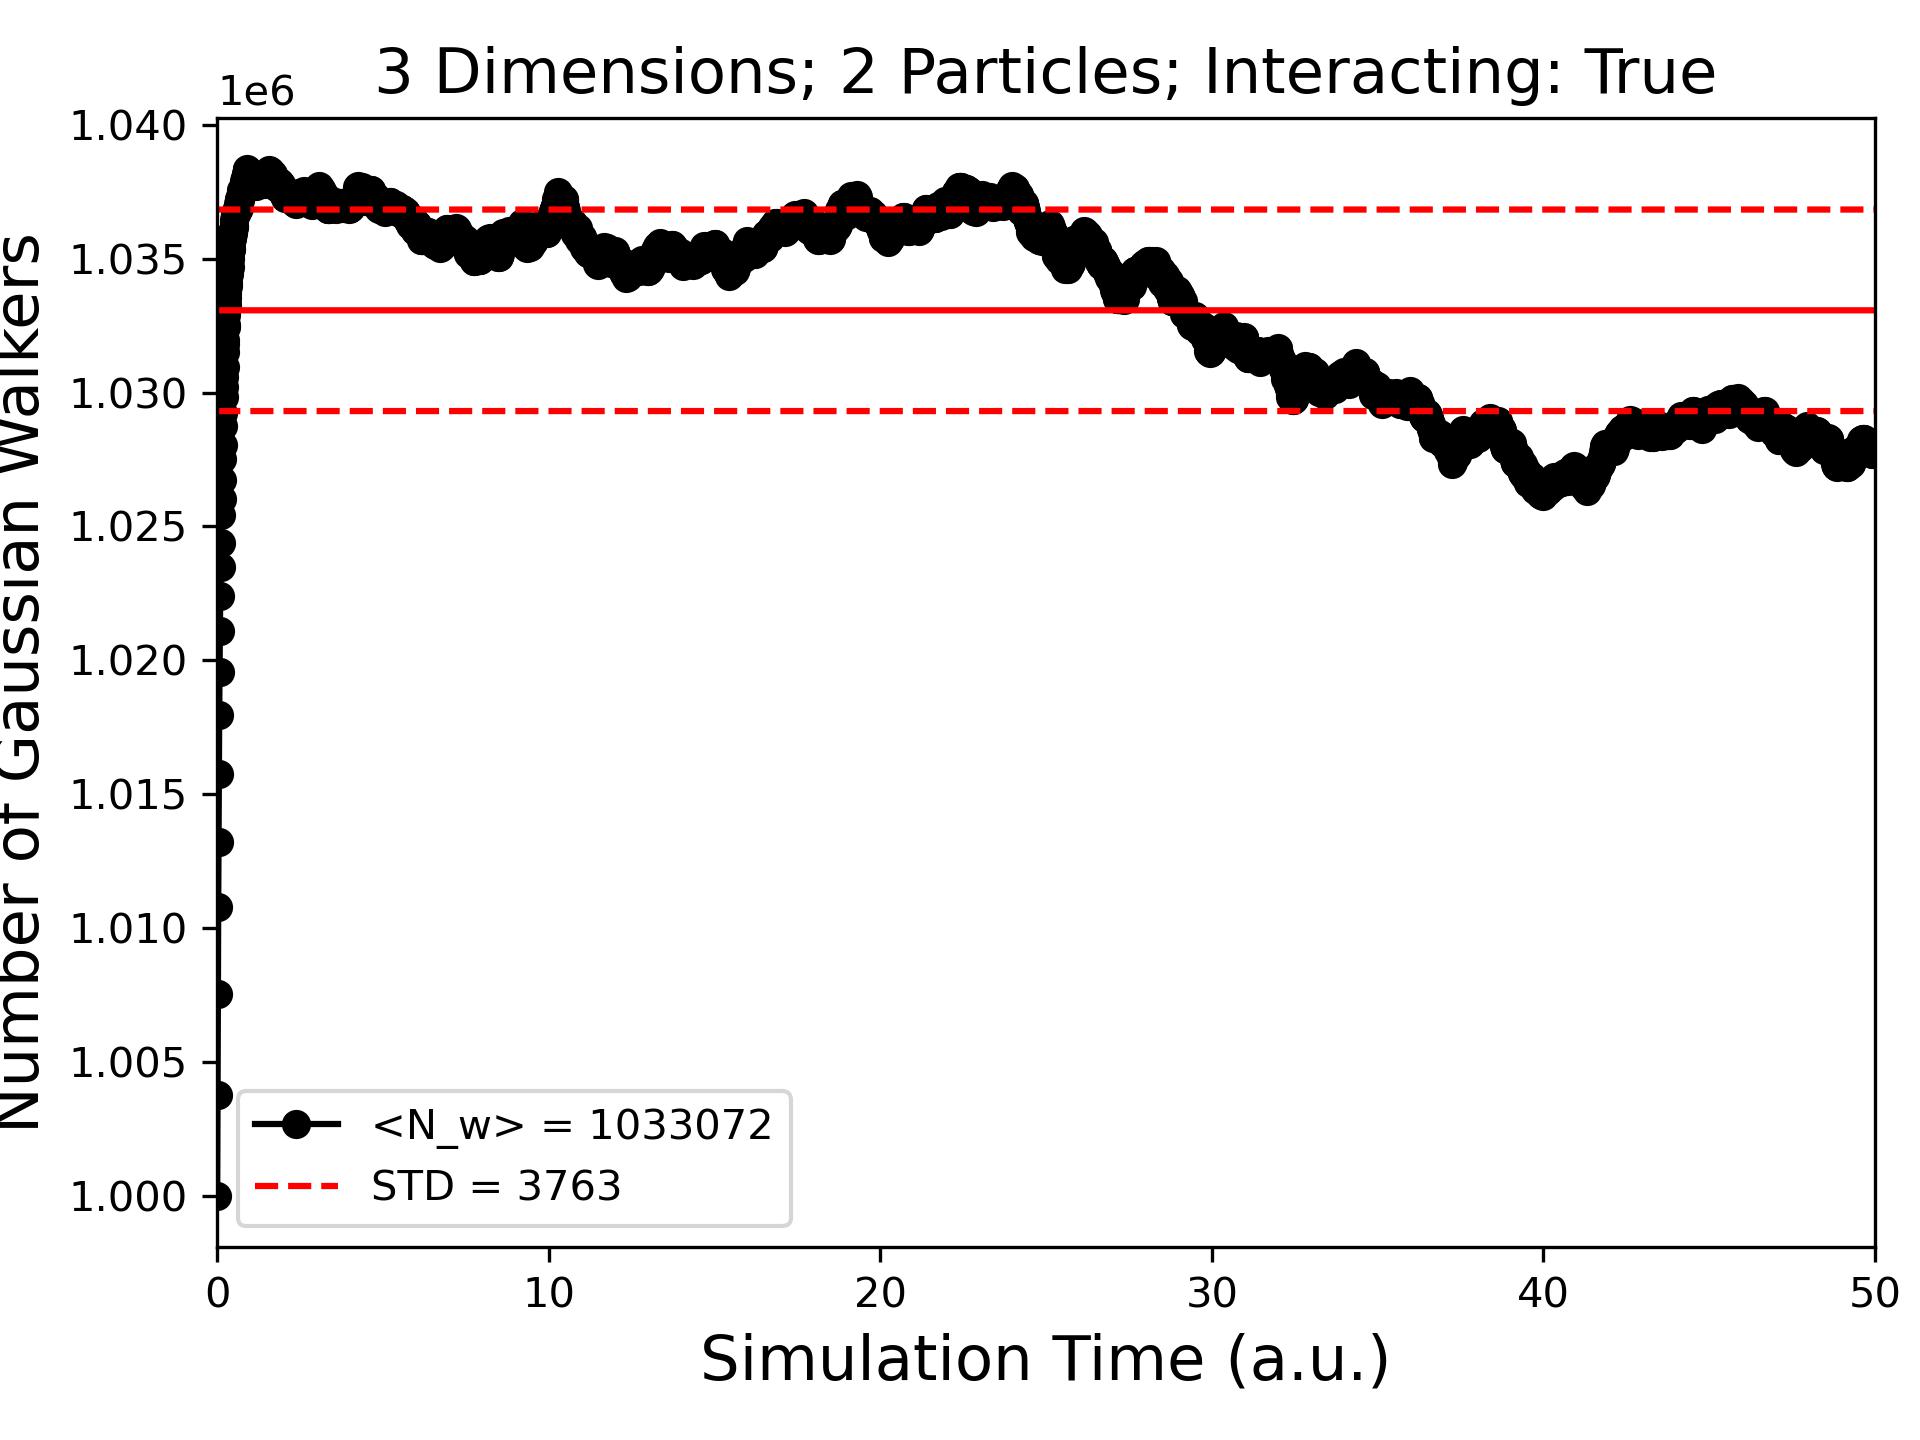 3 Dimensions; 2 Particles; Interacting: True
1e6
1.040
1.035
1.030
1.025
1.020
1.015
1.010
1.005
1.000
Number of Gaussian Walkers
<N_w> = 1033072
STD = 3763
0 10 20 30 40 50
Simulation Time (a.u.)